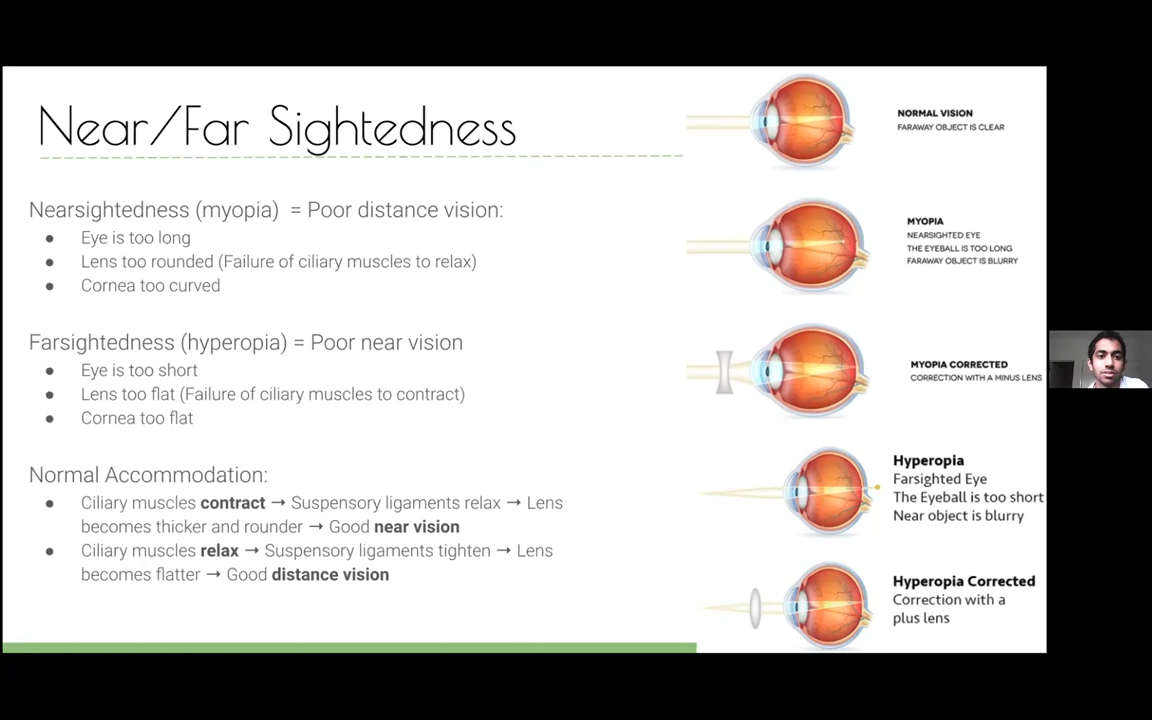 Near/Far Sightedness
Nearsightedness (myopia) = Poor distance vision:
● Eye is too long
● Lens too rounded (Failure of ciliary muscles to relax)
● Cornea too curved
Farsightedness (hyperopia) = Poor near vision
● Eye is too short
● Lens too flat (Failure of ciliary muscles to contract)
● Cornea too flat
Normal Accommodation:
● Ciliary muscles contract → Suspensory ligaments relax → Lens
becomes thicker and rounder → Good near vision
● Ciliary muscles relax → Suspensory ligaments tighten → Lens
becomes flatter → Good distance vision
NORMAL VISION
FARAWAY OBJECT IS CLEAR
MYOPIA
NEARSIGHTED EYE
THE EYEBALL IS TOO LONG
FARAWAY OBJECT IS BLURRY
MYOPIA CORRECTED
CORRECTION WITH A MINUS LENS
Hyperopia
Farsighted Eye
The Eyeball is too short
Near object is blurry
Hyperopia Corrected
Correction with a
plus lens